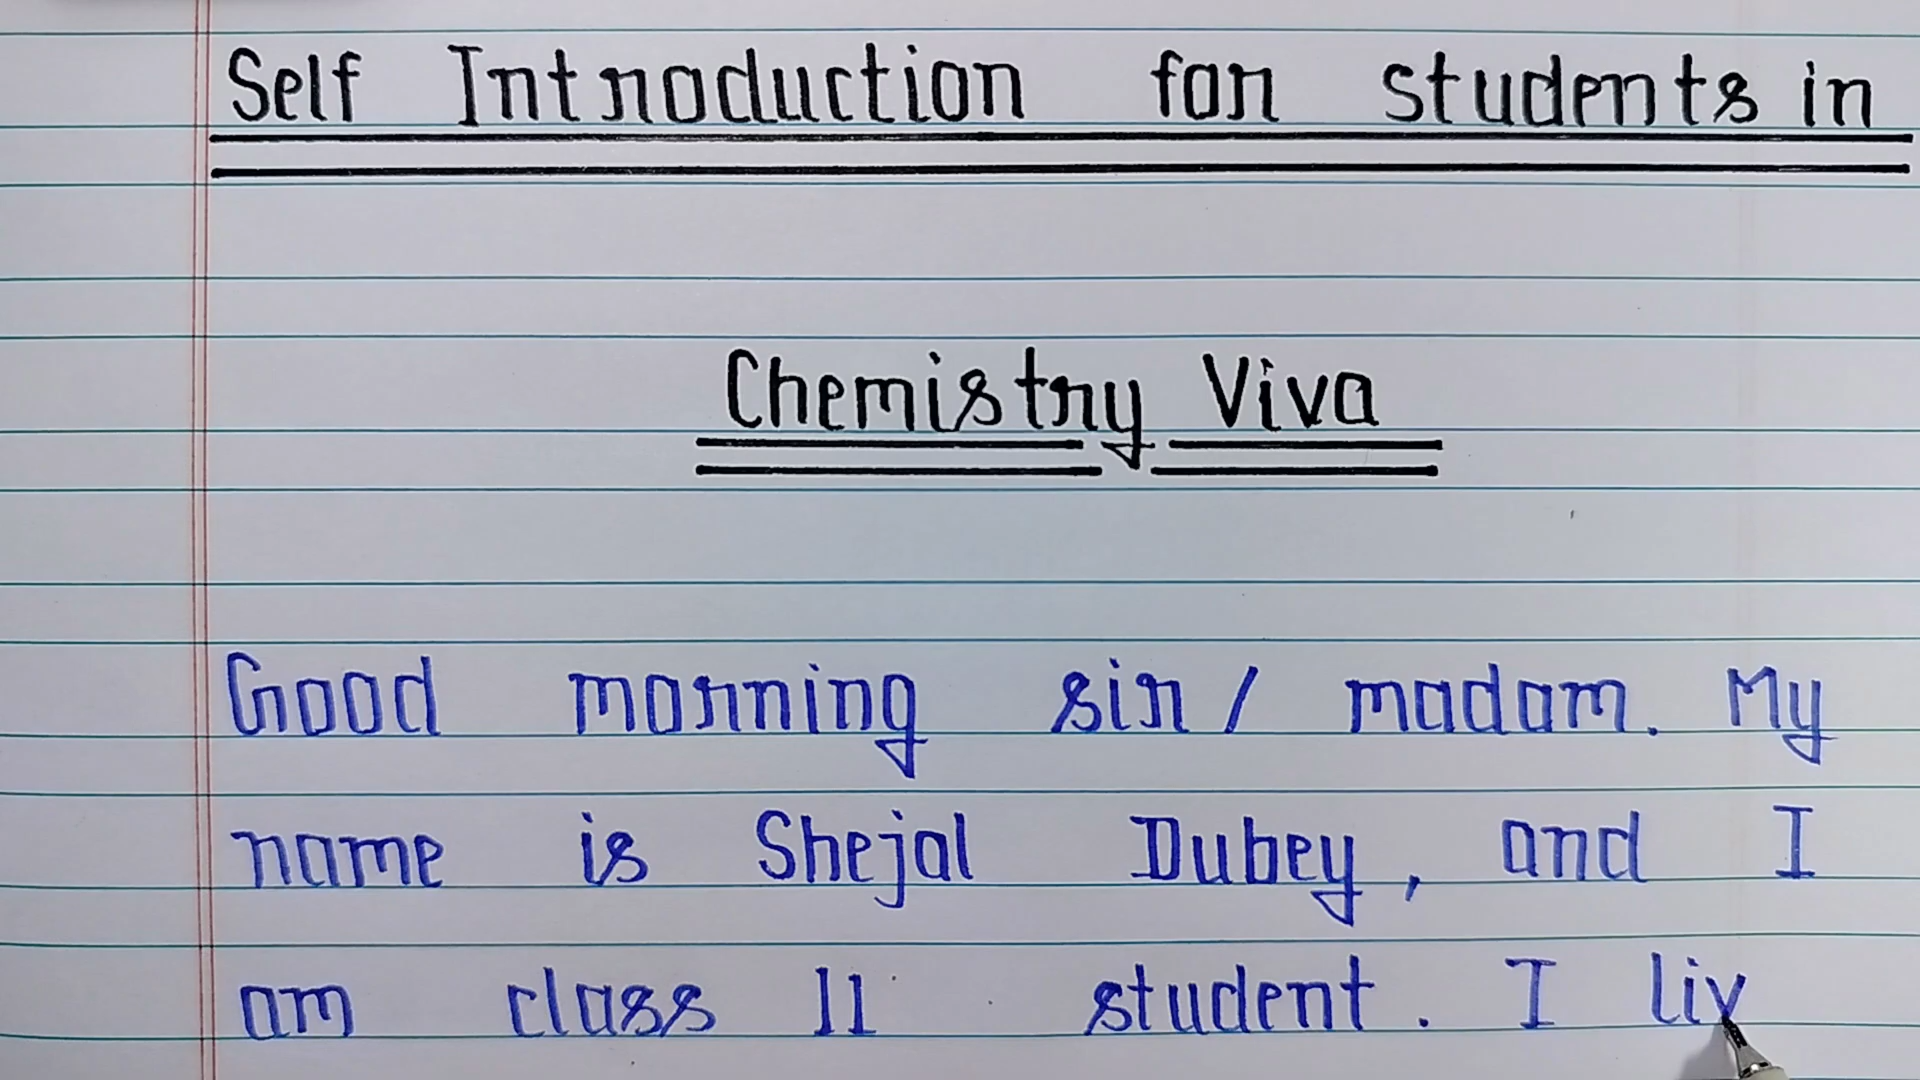 Self Introduction for students in
Chemistry Viva
Good morning sir / madam. My
name is Shejal Dubey, and I
am class 11 student. I liv